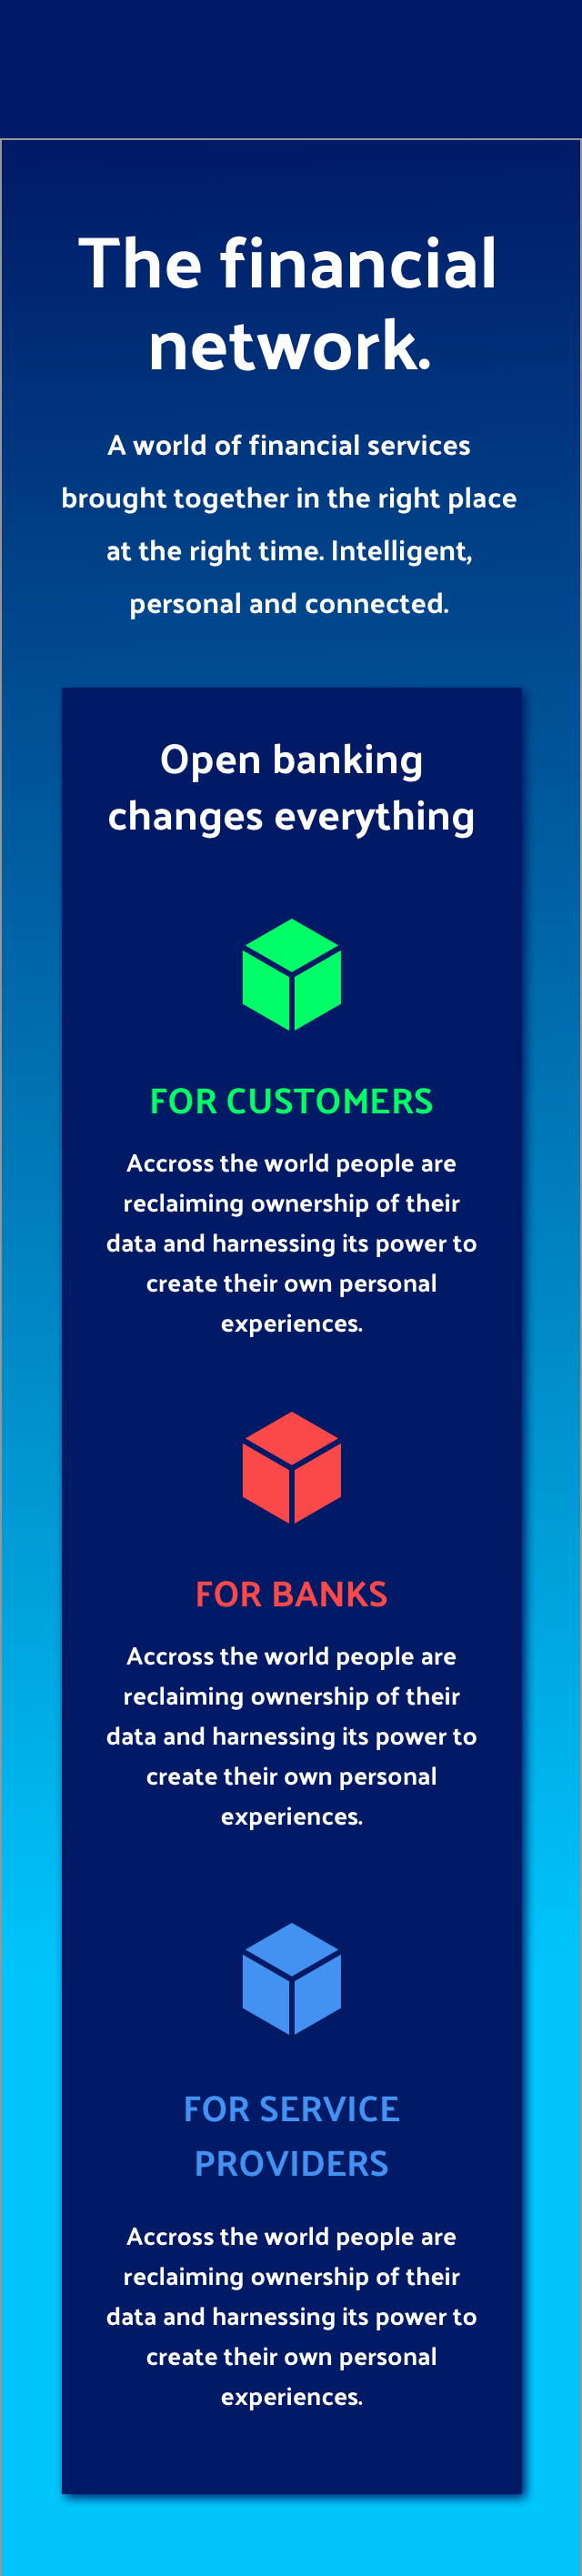 The financial
network.
A world of financial services
brought together in the right place
at the right time. Intelligent,
personal and connected.
Open banking
changes everything
FOR CUSTOMERS
Accross the world people are
reclaiming ownership of their
data and harnessing its power to
create their own personal
experiences.
FOR BANKS
Accross the world people are
reclaiming ownership of their
data and harnessing its power to
create their own personal
experiences.
FOR SERVICE
PROVIDERS
Accross the world people are
reclaiming ownership of their
data and harnessing its power to
create their own personal
experiences.